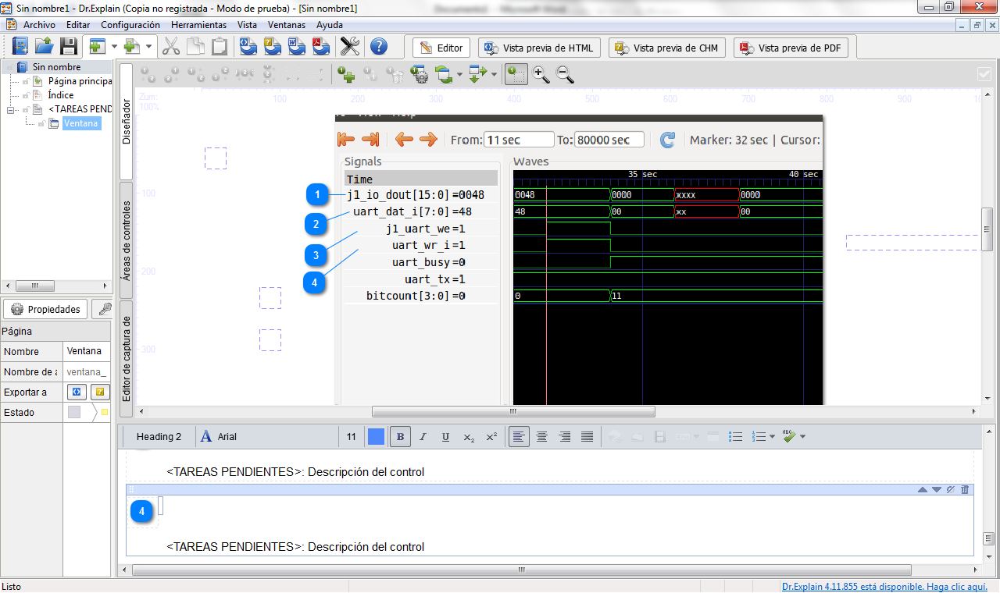 Sin nombre1 - Dr.Explain (Copia no registrada - Modo de prueba) - [Sin nombre1]
Archivo Editar Configuración Herramientas Vista Ventanas Ayuda
Editor Vista previa de HTML Vista previa de CHM Vista previa de PDF
Sin nombre
Página principa
Índice
<TAREAS PEND
Ventana
Diseñador
Áreas de controles
Editor de captura de
Zum:
100%
100 200 300 400 500 600 700 800 900
100
200
300
From: 11 sec To: 80000 sec Marker: 32 sec | Cursor:
Signals Waves
Time 35 sec 40 sec
1 j1_io_dout[15:0] =0048 0048 0000 xxxx 0000
2 uart_dat_i[7:0] =48 48 00 xx 00
3 j1_uart_we =1
4 uart_wr_i =1
uart_busy =0
uart_tx =1
bitcount[3:0] =0 0 11
Propiedades
Página
Nombre Ventana
Nombre de a ventana_
Exportar a
Estado
Heading 2 A Arial 11 B I U x₂ x²
<TAREAS PENDIENTES>: Descripción del control
4
<TAREAS PENDIENTES>: Descripción del control
Listo Dr.Explain 4.11.855 está disponible. Haga clic aquí.